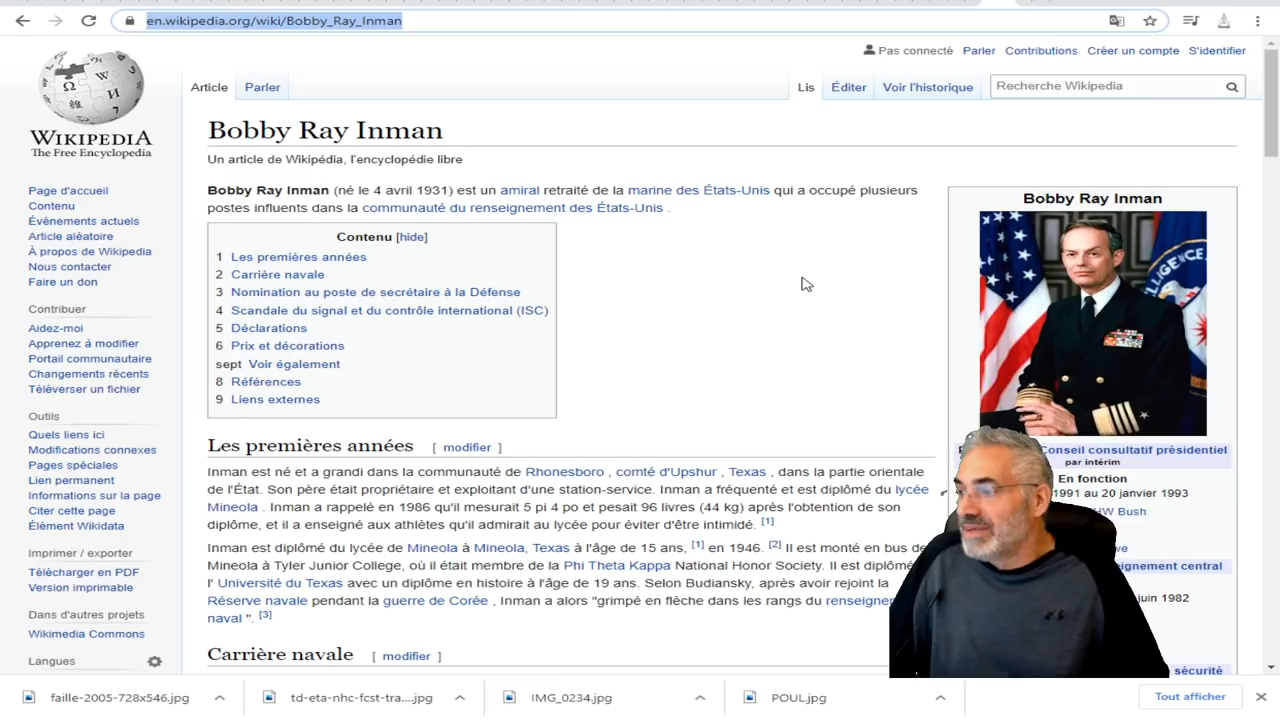 en.wikipedia.org/wiki/Bobby_Ray_Inman
Pas connecté Parler Contributions Créer un compte S'identifier
Article Parler Lis Éditer Voir l'historique Recherche Wikipedia
WIKIPEDIA
The Free Encyclopedia
Page d'accueil
Contenu
Événements actuels
Article aléatoire
À propos de Wikipedia
Nous contacter
Faire un don
Contribuer
Aidez-moi
Apprenez à modifier
Portail communautaire
Changements récents
Téléverser un fichier
Outils
Quels liens ici
Modifications connexes
Pages spéciales
Lien permanent
Informations sur la page
Citer cette page
Élément Wikidata
Imprimer / exporter
Télécharger en PDF
Version imprimable
Dans d'autres projets
Wikimedia Commons
Langues
Bobby Ray Inman
Un article de Wikipédia, l'encyclopédie libre
Bobby Ray Inman (né le 4 avril 1931) est un amiral retraité de la marine des États-Unis qui a occupé plusieurs
postes influents dans la communauté du renseignement des États-Unis .
Contenu [hide]
1 Les premières années
2 Carrière navale
3 Nomination au poste de secrétaire à la Défense
4 Scandale du signal et du contrôle international (ISC)
5 Déclarations
6 Prix et décorations
sept Voir également
8 Références
9 Liens externes
Les premières années [ modifier ]
Inman est né et a grandi dans la communauté de Rhonesboro , comté d'Upshur , Texas , dans la partie orientale
de l'État. Son père était propriétaire et exploitant d'une station-service. Inman a fréquenté et est diplômé du lycée
Mineola . Inman a rappelé en 1986 qu'il mesurait 5 pi 4 po et pesait 96 livres (44 kg) après l'obtention de son
diplôme, et il a enseigné aux athlètes qu'il admirait au lycée pour éviter d'être intimidé. [1]
Inman est diplômé du lycée de Mineola à Mineola, Texas à l'âge de 15 ans, [1] en 1946. [2] Il est monté en bus de
Mineola à Tyler Junior College, où il était membre de la Phi Theta Kappa National Honor Society. Il est diplômé
l' Université du Texas avec un diplôme en histoire à l'âge de 19 ans. Selon Budiansky, après avoir rejoint la
Réserve navale pendant la guerre de Corée , Inman a alors "grimpé en flèche dans les rangs du renseigne
naval ". [3]
Carrière navale [ modifier ]
Bobby Ray Inman
Conseil consultatif présidentiel
par intérim
En fonction
1991 au 20 janvier 1993
HW Bush
seignement central
juin 1982
sécurité
faille-2005-728x546.jpg td-eta-nhc-fcst-tra....jpg IMG_0234.jpg POUL.jpg Tout afficher